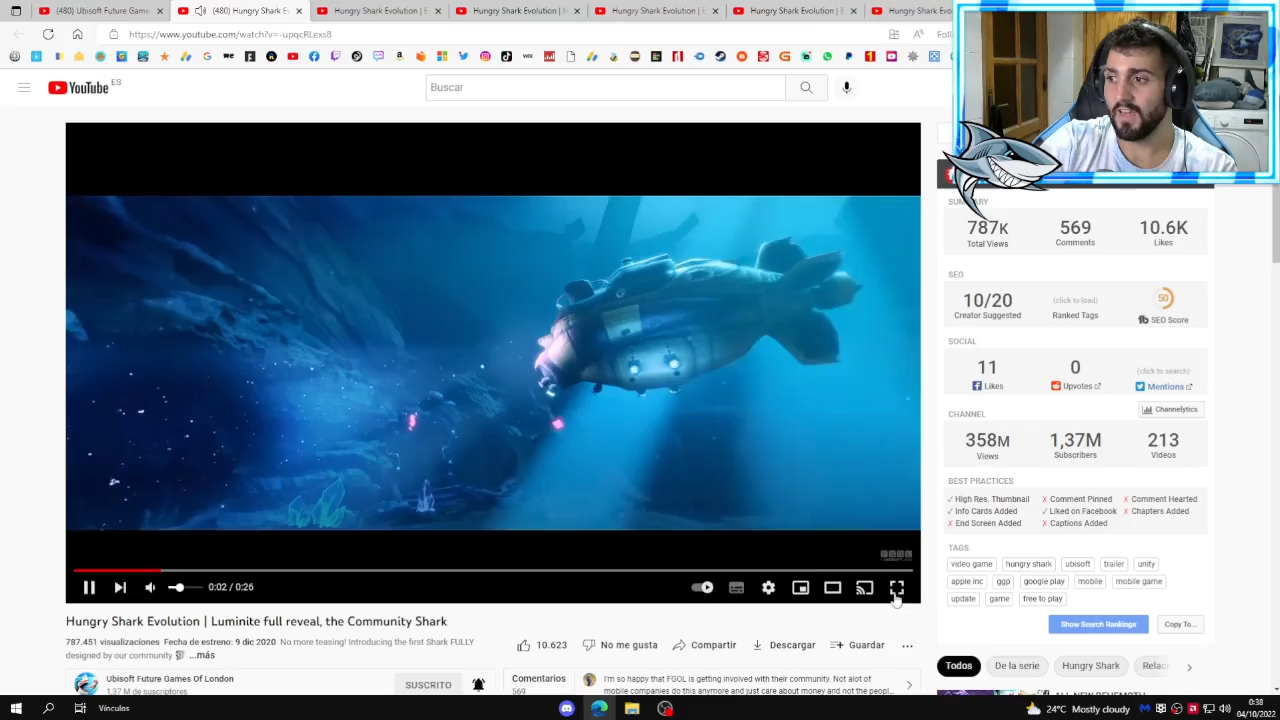 (480) Ubisoft Future Game
(480) Hungry Shark Ev
Hungry Shark Evolution | E
Hungry Shark Evolution |
Hungry Shark Evolution | E
Hungry Shark Evolution | E
Hungry Shark Evo
https://www.youtube.com/watch?v=-upqcRLexs8
YouTube ES
Buscar
SUMMARY
787K
569
10.6K
Total Views
Comments
Likes
SEO
10/20
(click to load)
50
Creator Suggested
Ranked Tags
SEO Score
SOCIAL
11
0
(click to search)
Likes
Upvotes
Mentions
Channelytics
CHANNEL
358M
1,37M
213
Views
Subscribers
Videos
BEST PRACTICES
✓ High Res. Thumbnail
X Comment Pinned
X Comment Hearted
✓ Info Cards Added
✓ Liked on Facebook
X Chapters Added
X End Screen Added
X Captions Added
TAGS
video game
hungry shark
ubisoft
trailer
unity
apple inc
ggp
google play
mobile
mobile game
update
game
free to play
Show Search Rankings
Copy To...
FGOL
0:02 / 0:26
Hungry Shark Evolution | Luminite full reveal, the Community Shark
787.451 visualizaciones Fecha de estreno: 9 dic 2020 No more teasing! Introducing the first Shark FULLY
designed by our community ...más
10.623
No me gusta
Compartir
Descargar
Guardar
...
Ubisoft Future Games Of London
1,37 M de suscriptores
SUSCRITO
Comentarios
569
I'm so happy that FGOL is engaging with their community. Not alot of
mobile companies do this anymore and just care about money and not the peopl...
Todos
De la serie
Hungry Shark
Relac
ALL NEW BEHEMOTH
Vínculos
24°C Mostly cloudy
0:38
04/10/2022